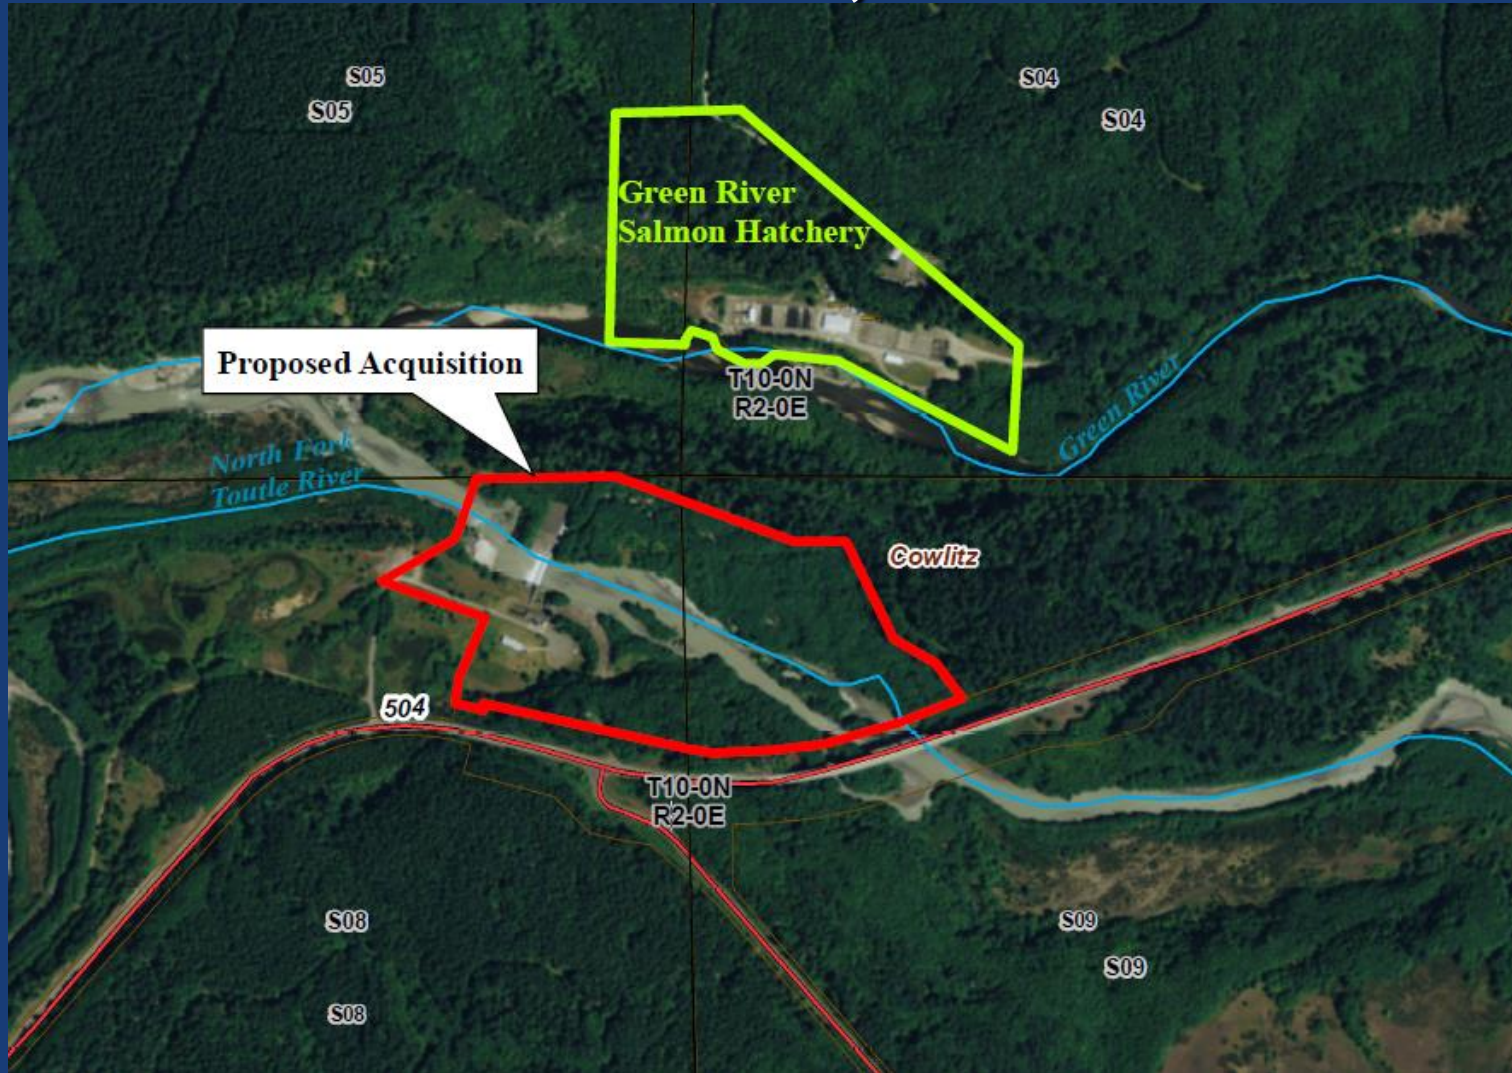 S05
S04
S05
S04
Green River
Salmon Hatchery
Proposed Acquisition
T10-0N
R2-0E
Green River
North Fork
Toutle River
Cowlitz
504
T10-0N
R2-0E
S08
S09
S09
S08